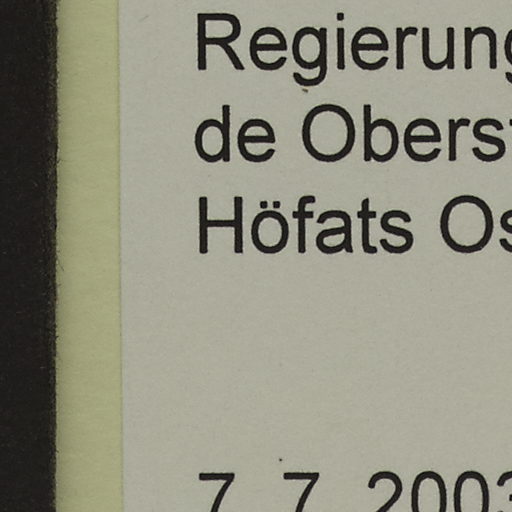 Regierung
de Oberst
Höfats Os
7. 7. 2003